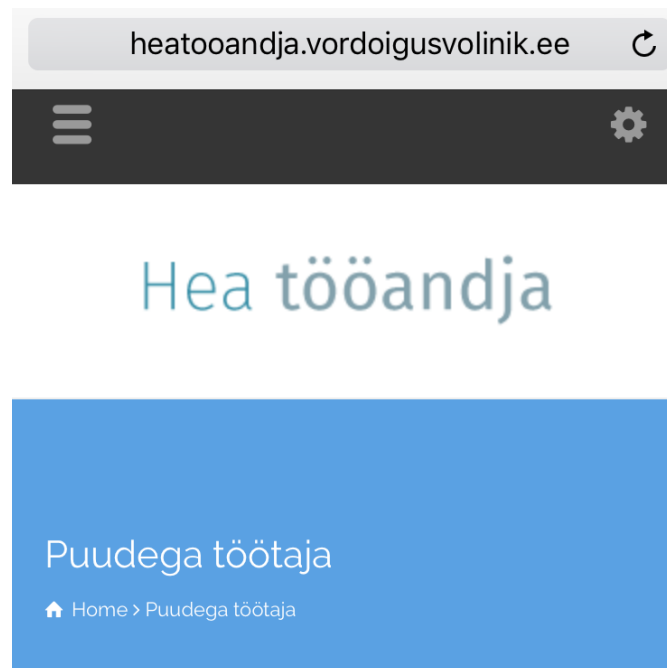 heatooandja.vordoigusvolinik.ee
Hea tööandja
Puudega töötaja
Home > Puudega töötaja